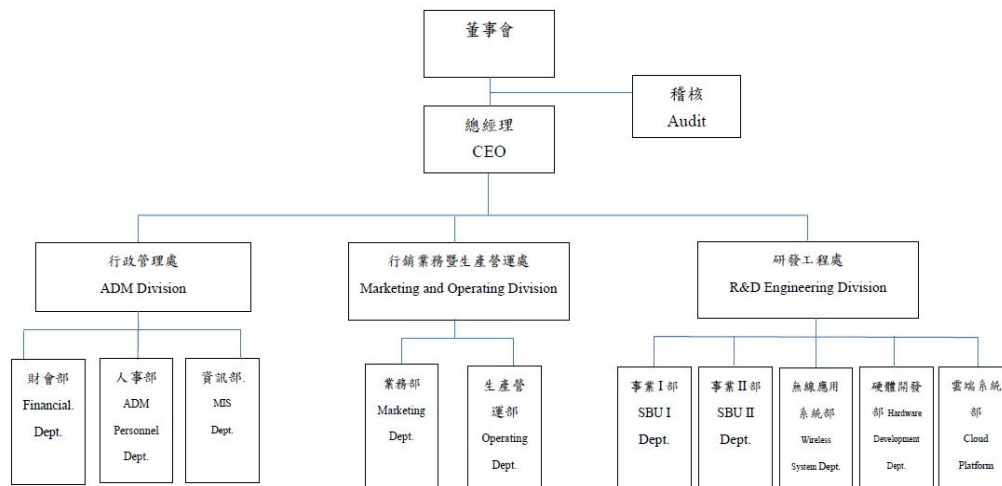 董事會
稽核
Audit
總經理
CEO
行政管理處
ADM Division
行銷業務暨生產營運處
Marketing and Operating Division
研發工程處
R&D Engineering Division
財會部
Financial.
Dept.
人事部
ADM
Personnel
Dept.
資訊部.
MIS
Dept.
業務部
Marketing
Dept.
生產營
運部
Operating
Dept.
事業 I 部
SBU I
Dept.
事業 II 部
SBU II
Dept.
無線應用
系統部
Wireless
System Dept.
硬體開發
部 Hardware
Development
Dept.
雲端系統
部
Cloud
Platform